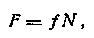 F = fN,